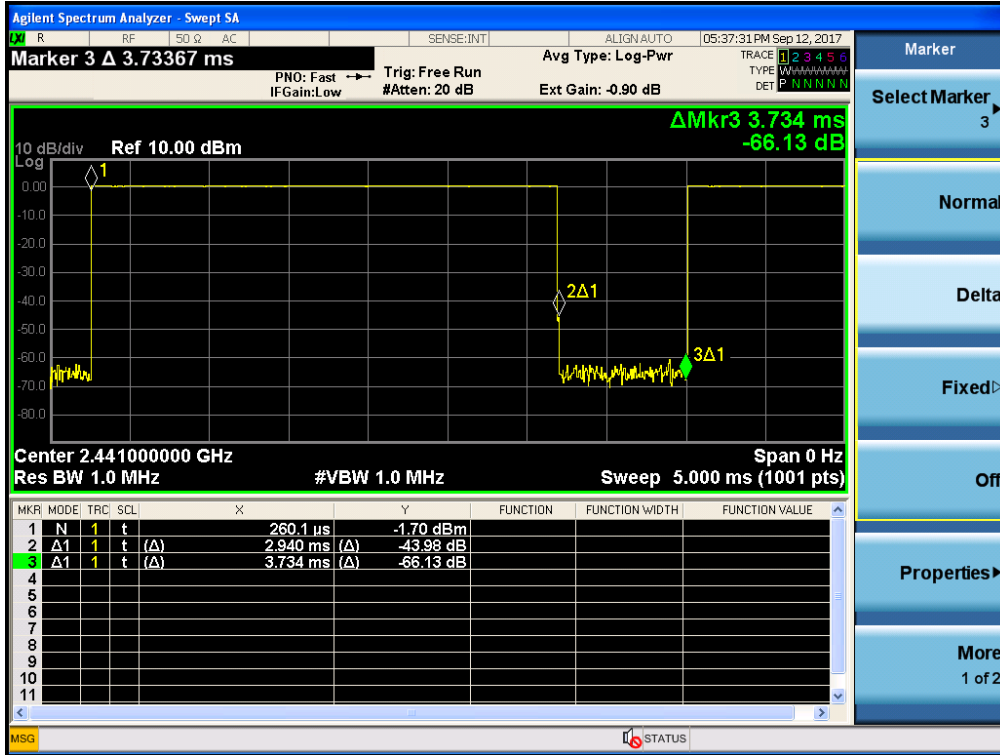 Agilent Spectrum Analyzer - Swept SA
LXI R RF 50 Ω AC SENSE:INT ALIGN AUTO 05:37:31 PM Sep 12, 2017
Marker 3 Δ 3.73367 ms
PNO: Fast
IFGain:Low
Trig: Free Run
#Atten: 20 dB
Avg Type: Log-Pwr
Ext Gain: -0.90 dB
TRACE 1 2 3 4 5 6
TYPE W
DET P N N N N N
ΔMkr3 3.734 ms
-66.13 dB
10 dB/div Ref 10.00 dBm
Log
0.00
-10.0
-20.0
-30.0
-40.0
-50.0
-60.0
-70.0
-80.0
1
2Δ1
3Δ1
Center 2.441000000 GHz Span 0 Hz
Res BW 1.0 MHz #VBW 1.0 MHz Sweep 5.000 ms (1001 pts)
MKR MODE TRC SCL X Y FUNCTION FUNCTION WIDTH FUNCTION VALUE
1 N 1 t 260.1 µs -1.70 dBm
2 Δ1 1 t (Δ) 2.940 ms (Δ) -43.98 dB
3 Δ1 1 t (Δ) 3.734 ms (Δ) -66.13 dB
4
5
6
7
8
9
10
11
MSG STATUS
Marker
Select Marker
3
Normal
Delta
Fixed
Off
Properties
More
1 of 2